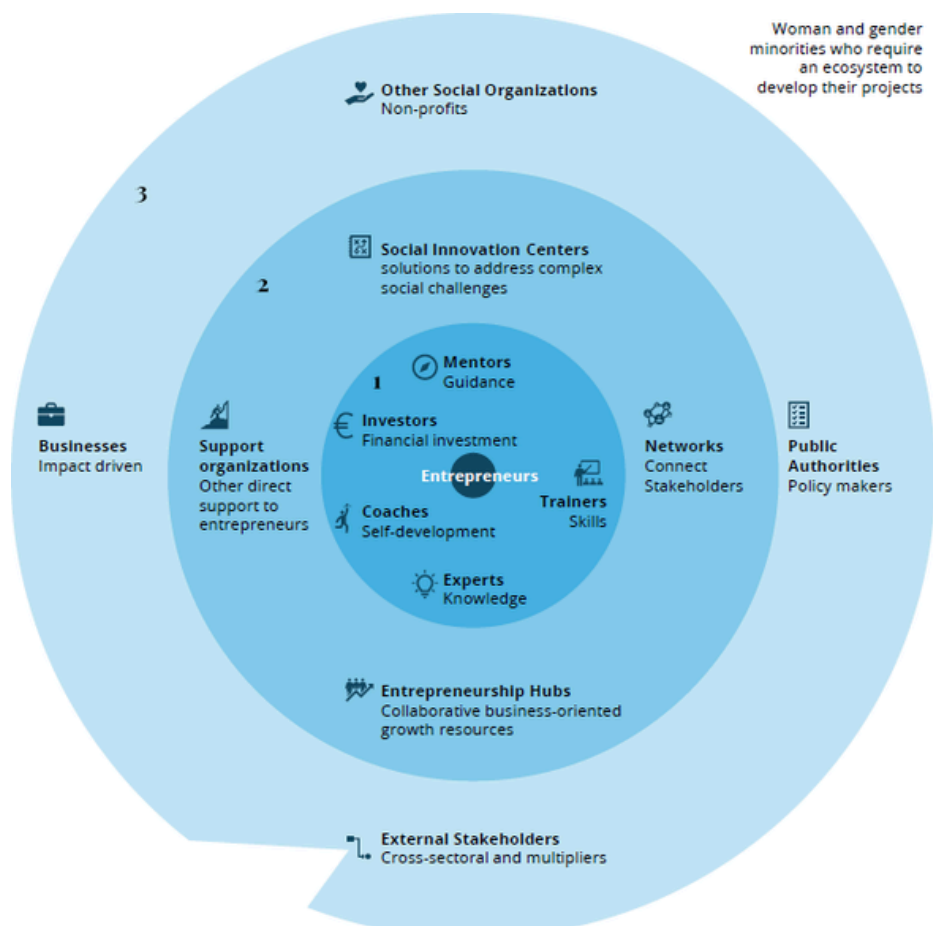 Woman and gender
minorities who require
an ecosystem to
develop their projects
Other Social Organizations
Non-profits
3
Social Innovation Centers
solutions to address complex
social challenges
2
Mentors
Guidance
1
Investors
Financial investment
Businesses
Impact driven
Support
organizations
Other direct
support to
entrepreneurs
Entrepreneurs
Networks
Connect
Stakeholders
Public
Authorities
Policy makers
Trainers
Skills
Coaches
Self-development
Experts
Knowledge
Entrepreneurship Hubs
Collaborative business-oriented
growth resources
External Stakeholders
Cross-sectoral and multipliers